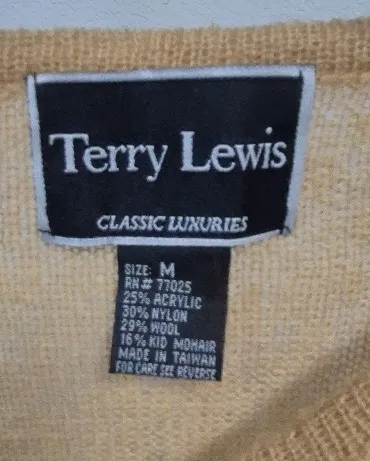 Terry Lewis
CLASSIC LUXURIES
SIZE: M
RN# 77025
25% ACRYLIC
30% NYLON
29% WOOL
16% KID MOHAIR
MADE IN TAIWAN
FOR CARE SEE REVERSE